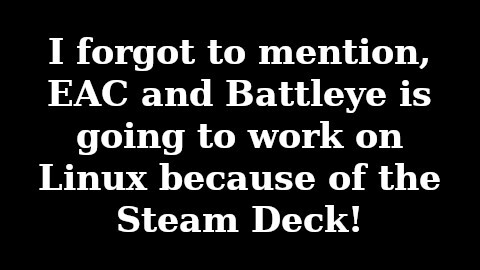 I forgot to mention,
EAC and Battleye is
going to work on
Linux because of the
Steam Deck!